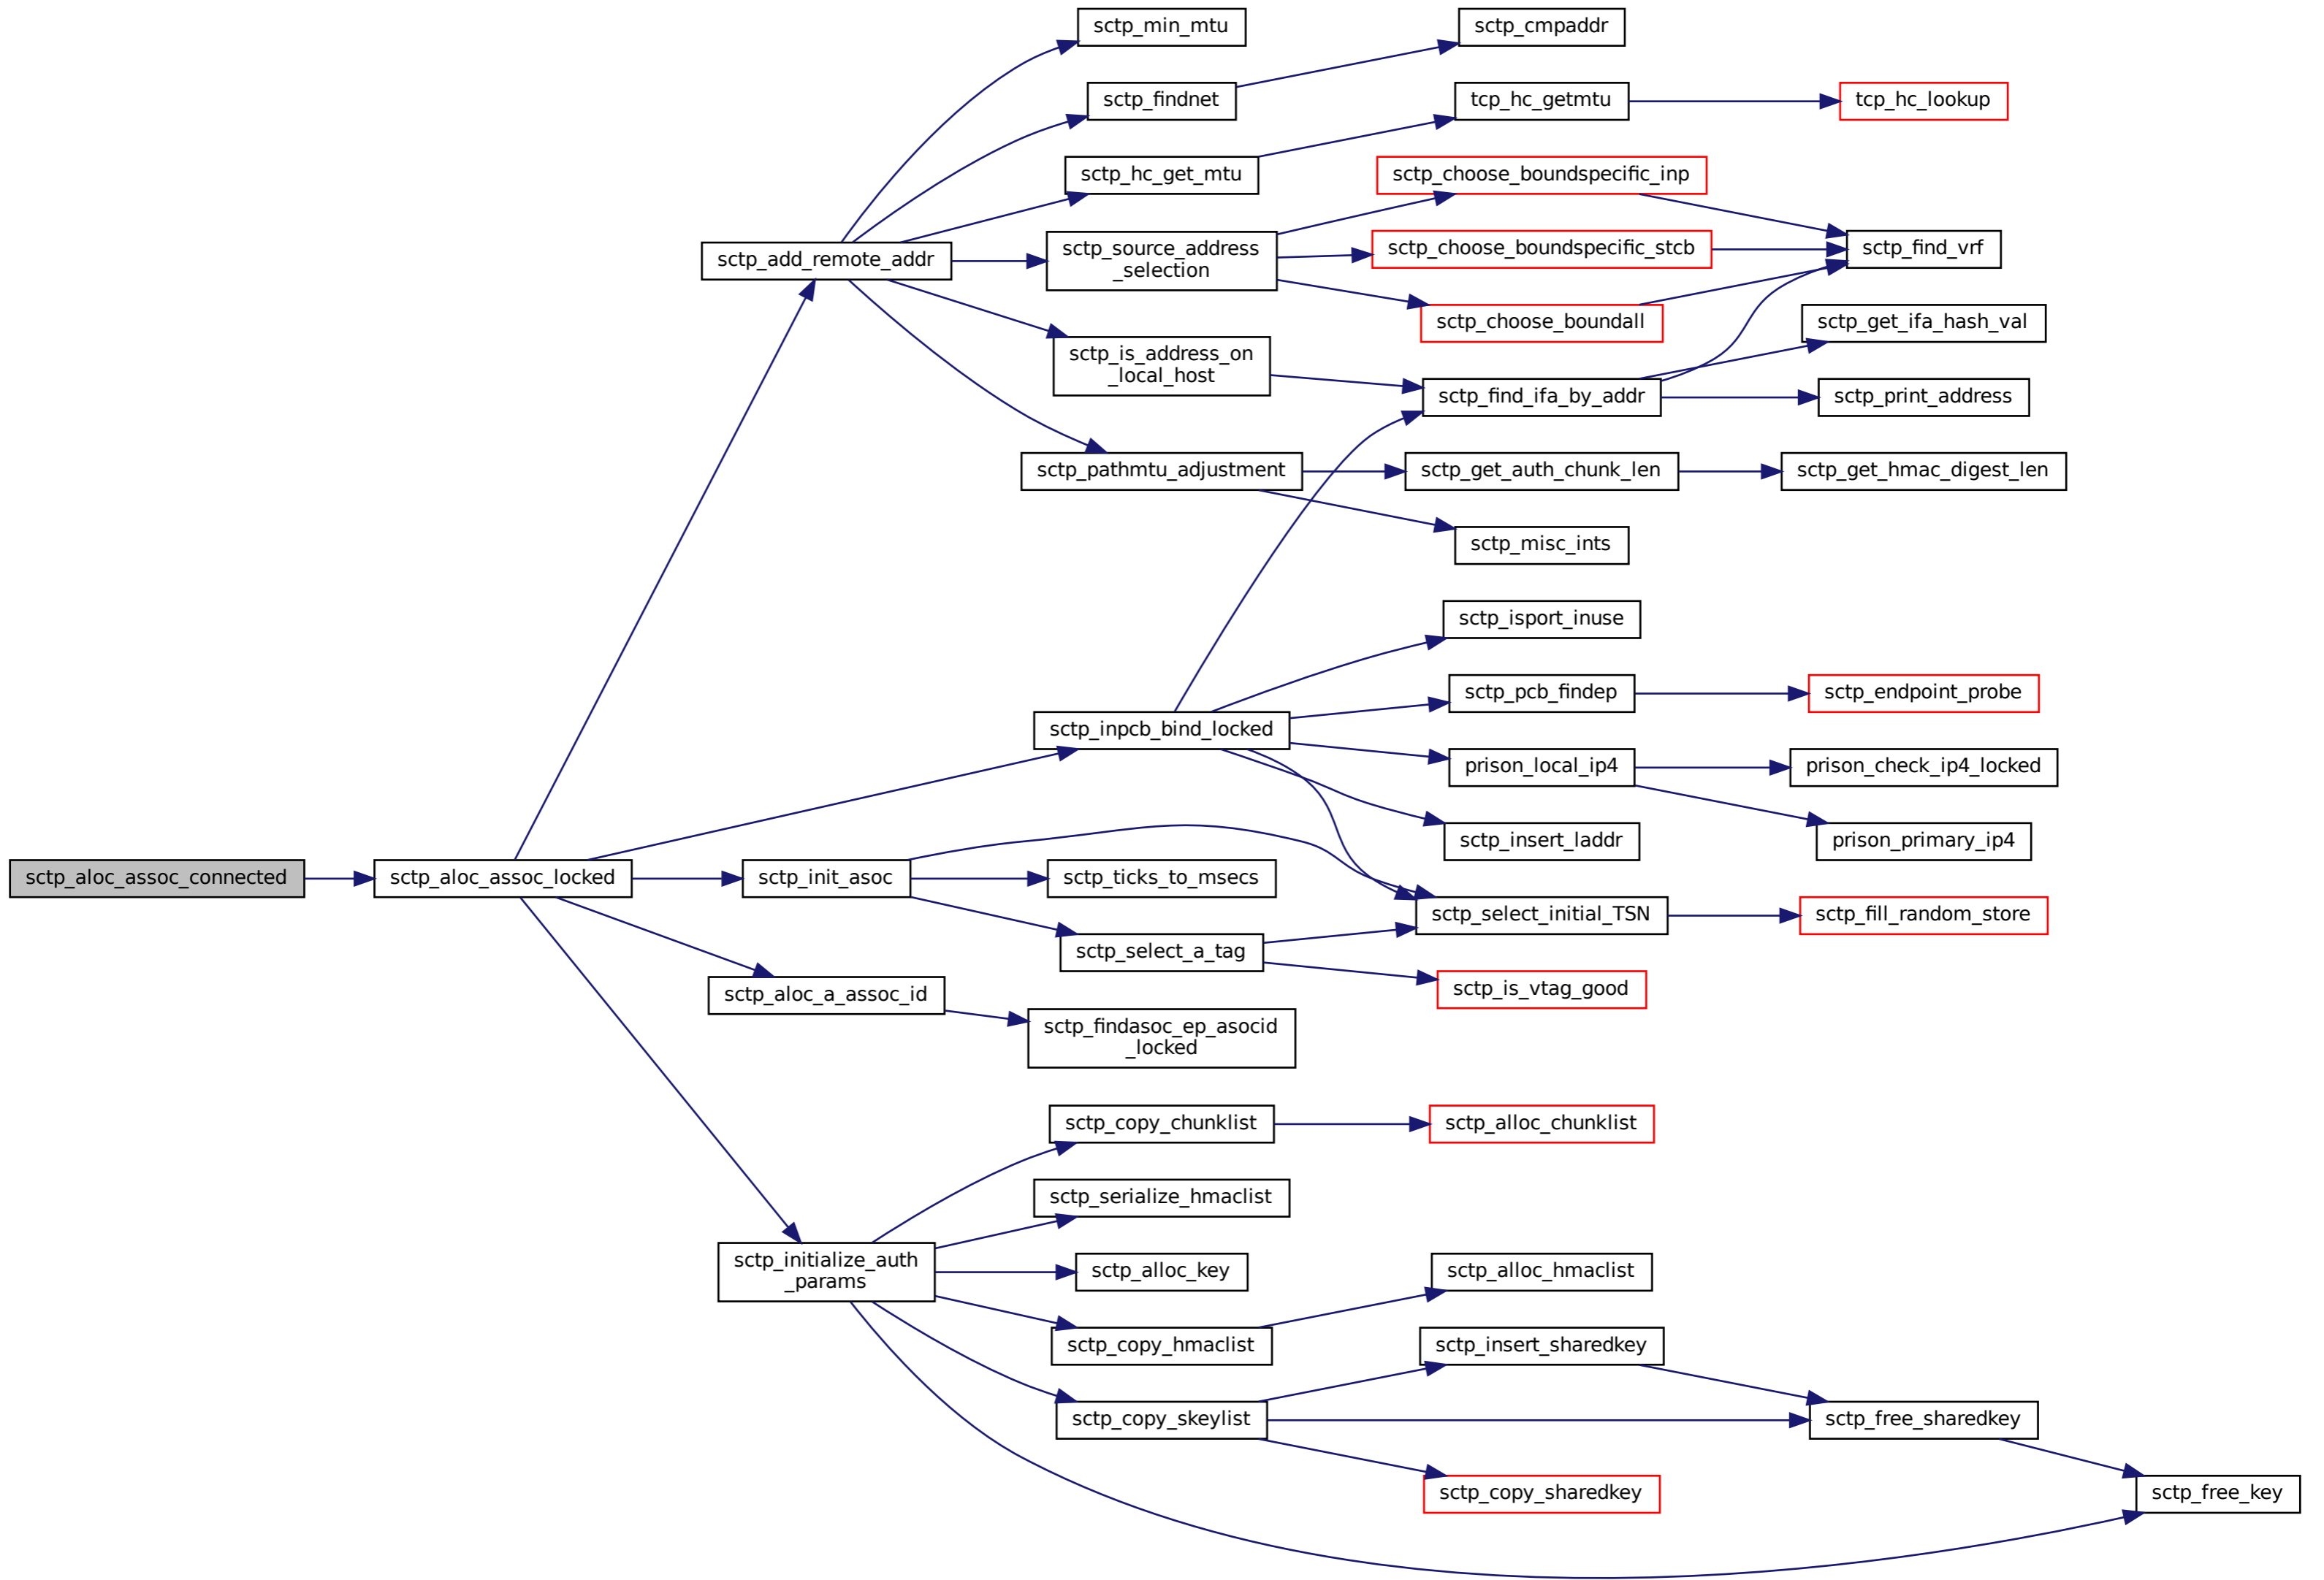 sctp_min_mtu
sctp_cmpaddr
sctp_findnet
tcp_hc_getmtu
tcp_hc_lookup
sctp_hc_get_mtu
sctp_choose_boundspecific_inp
sctp_add_remote_addr
sctp_source_address
_selection
sctp_choose_boundspecific_stcb
sctp_find_vrf
sctp_choose_boundall
sctp_get_ifa_hash_val
sctp_is_address_on
_local_host
sctp_find_ifa_by_addr
sctp_print_address
sctp_pathmtu_adjustment
sctp_get_auth_chunk_len
sctp_get_hmac_digest_len
sctp_misc_ints
sctp_isport_inuse
sctp_pcb_findep
sctp_endpoint_probe
sctp_inpcb_bind_locked
prison_local_ip4
prison_check_ip4_locked
sctp_insert_laddr
prison_primary_ip4
sctp_aloc_assoc_connected
sctp_aloc_assoc_locked
sctp_init_asoc
sctp_ticks_to_msecs
sctp_select_initial_TSN
sctp_fill_random_store
sctp_select_a_tag
sctp_is_vtag_good
sctp_aloc_a_assoc_id
sctp_findasoc_ep_asocid
_locked
sctp_copy_chunklist
sctp_alloc_chunklist
sctp_serialize_hmaclist
sctp_initialize_auth
_params
sctp_alloc_key
sctp_alloc_hmaclist
sctp_copy_hmaclist
sctp_insert_sharedkey
sctp_copy_skeylist
sctp_free_sharedkey
sctp_copy_sharedkey
sctp_free_key